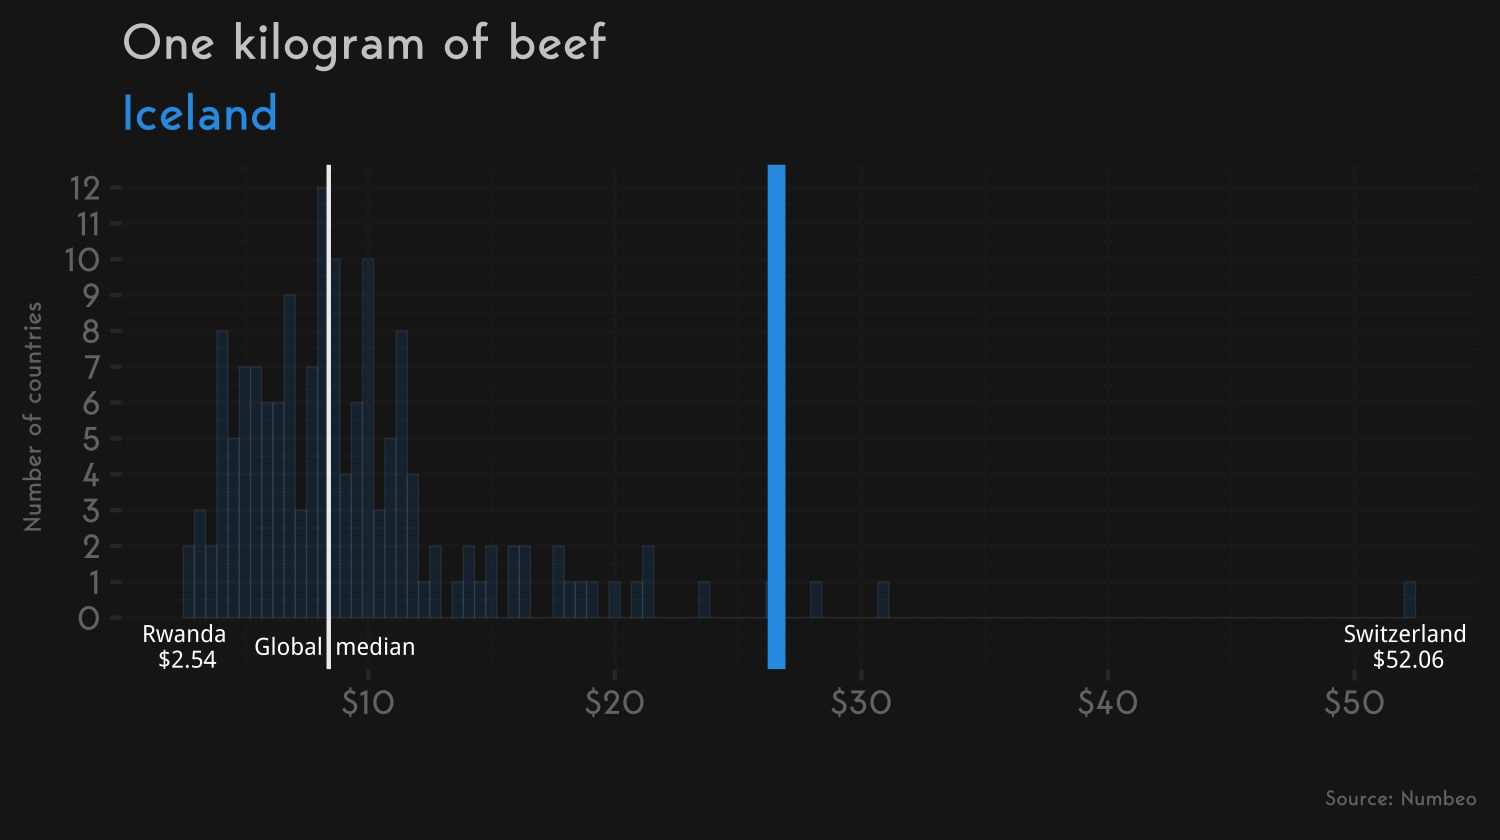 One kilogram of beef
Iceland
Number of countries
12
11
10
9
8
7
6
5
4
3
2
1
0
Rwanda
$2.54
Global median
Switzerland
$52.06
$10 $20 $30 $40 $50
Source: Numbeo